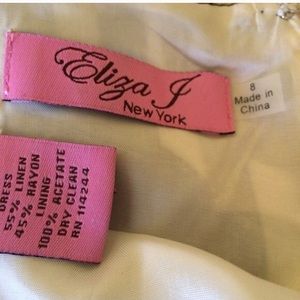 Eliza J
New York
8
Made in
China
DRESS
55% LINEN
45% RAYON
LINING
100% ACETATE
DRY CLEAN
RN 114244